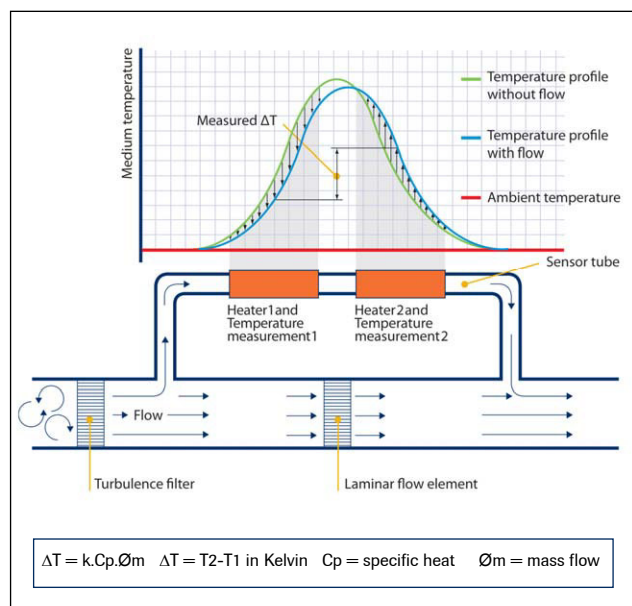 Medium temperature
Measured ΔT
Temperature profile
without flow
Temperature profile
with flow
Ambient temperature
Sensor tube
Heater1and
Temperature
measurement1
Heater2and
Temperature
measurement2
Flow
Turbulence filter
Laminar flow element
ΔT = k.Cp.Øm ΔT = T2-T1 in Kelvin Cp = specific heat Øm = mass flow